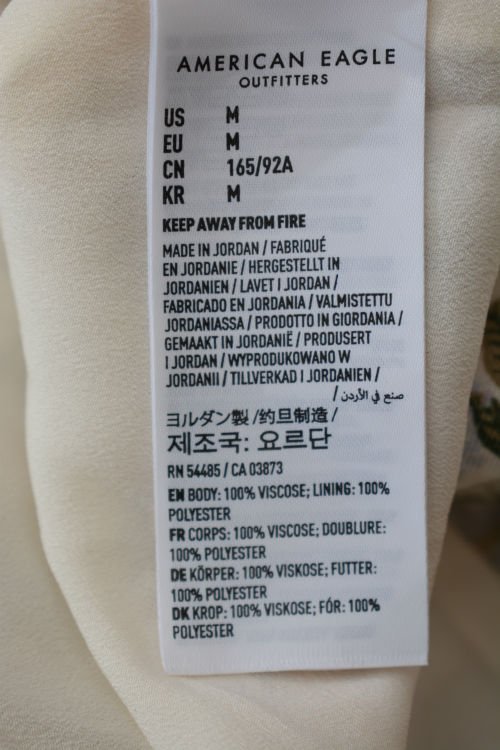 AMERICAN EAGLE
OUTFITTERS
US M
EU M
CN 165/92A
KR M
KEEP AWAY FROM FIRE
MADE IN JORDAN / FABRIQUÉ
EN JORDANIE / HERGESTELLT IN
JORDANIEN / LAVET I JORDAN /
FABRICADO EN JORDANIA / VALMISTETTU
JORDANIASSA / PRODOTTO IN GIORDANIA /
GEMAAKT IN JORDANIË / PRODUSERT
I JORDAN / WYPRODUKOWANO W
JORDANII / TILLVERKAD I JORDANIEN /
صنع في الأردن /
ヨルダン製 /约旦制造 /
제조국: 요르단
RN 54485 / CA 03873
EN BODY: 100% VISCOSE; LINING: 100%
POLYESTER
FR CORPS: 100% VISCOSE; DOUBLURE:
100% POLYESTER
DE KÖRPER: 100% VISKOSE; FUTTER:
100% POLYESTER
DK KROP: 100% VISKOSE; FÓR: 100%
POLYESTER